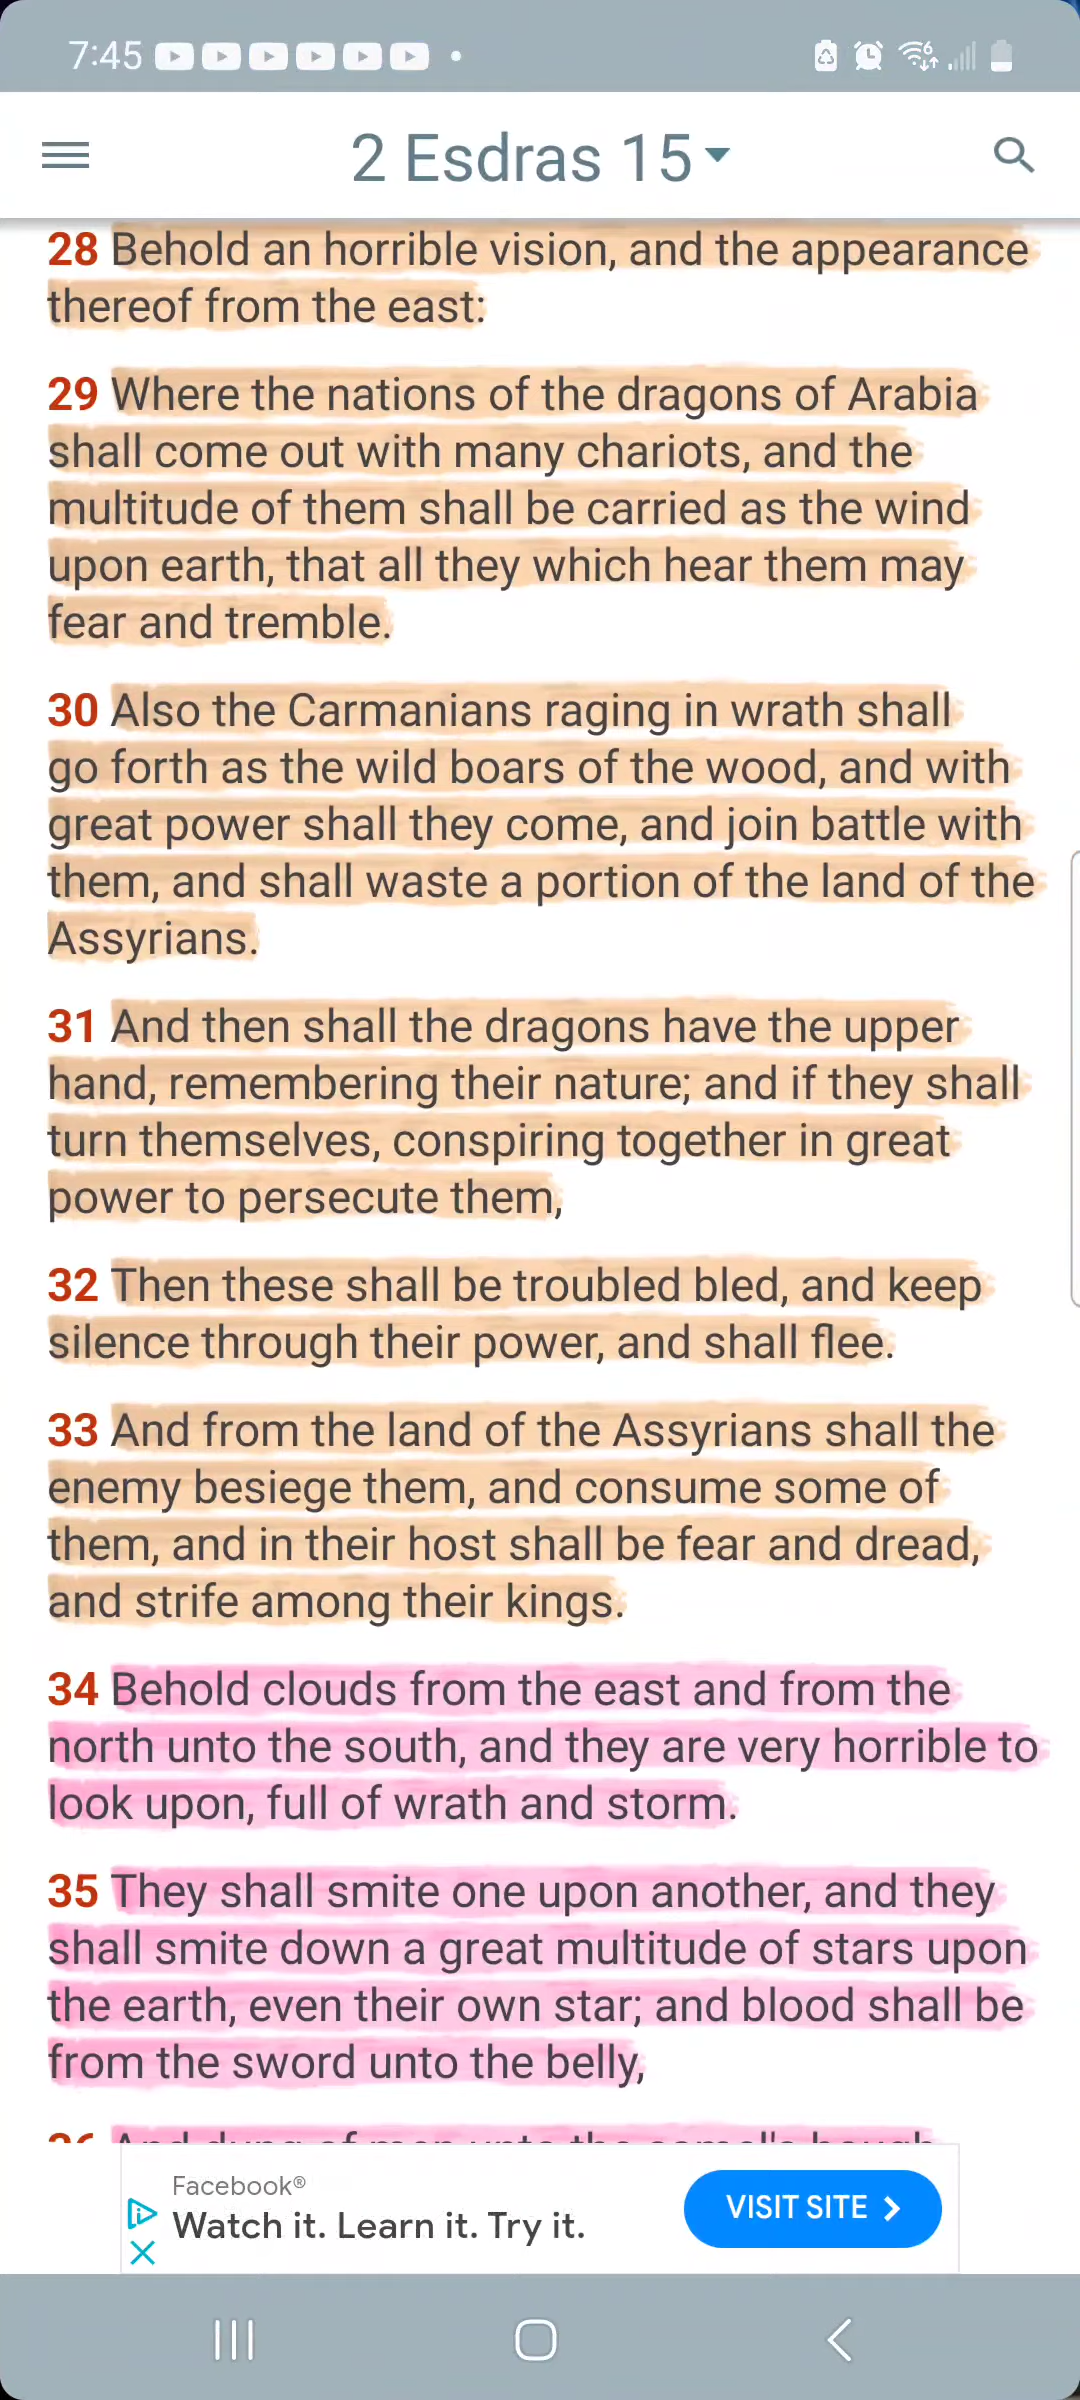 7:45
2 Esdras 15
28 Behold an horrible vision, and the appearance
thereof from the east:
29 Where the nations of the dragons of Arabia
shall come out with many chariots, and the
multitude of them shall be carried as the wind
upon earth, that all they which hear them may
fear and tremble.
30 Also the Carmanians raging in wrath shall
go forth as the wild boars of the wood, and with
great power shall they come, and join battle with
them, and shall waste a portion of the land of the
Assyrians.
31 And then shall the dragons have the upper
hand, remembering their nature; and if they shall
turn themselves, conspiring together in great
power to persecute them,
32 Then these shall be troubled bled, and keep
silence through their power, and shall flee.
33 And from the land of the Assyrians shall the
enemy besiege them, and consume some of
them, and in their host shall be fear and dread,
and strife among their kings.
34 Behold clouds from the east and from the
north unto the south, and they are very horrible to
look upon, full of wrath and storm.
35 They shall smite one upon another, and they
shall smite down a great multitude of stars upon
the earth, even their own star; and blood shall be
from the sword unto the belly,
36 And dung of men unto the camel's hough
Facebook®
Watch it. Learn it. Try it.
VISIT SITE